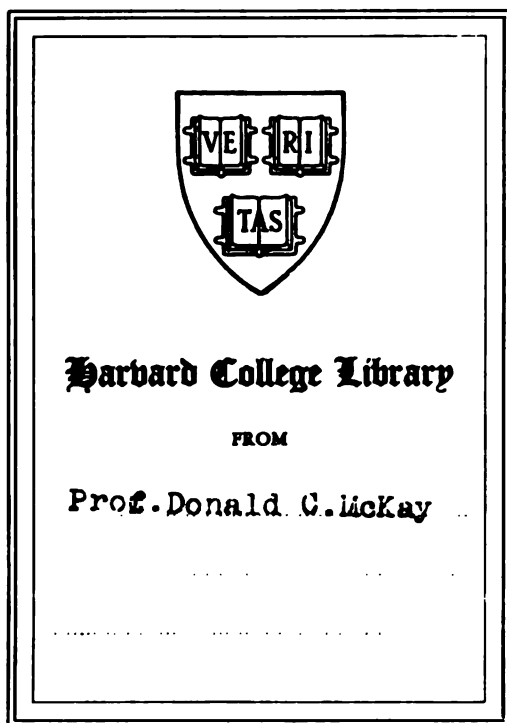 VE RI
TAS
Harvard College Library
FROM
Prof. Donald C. McKay